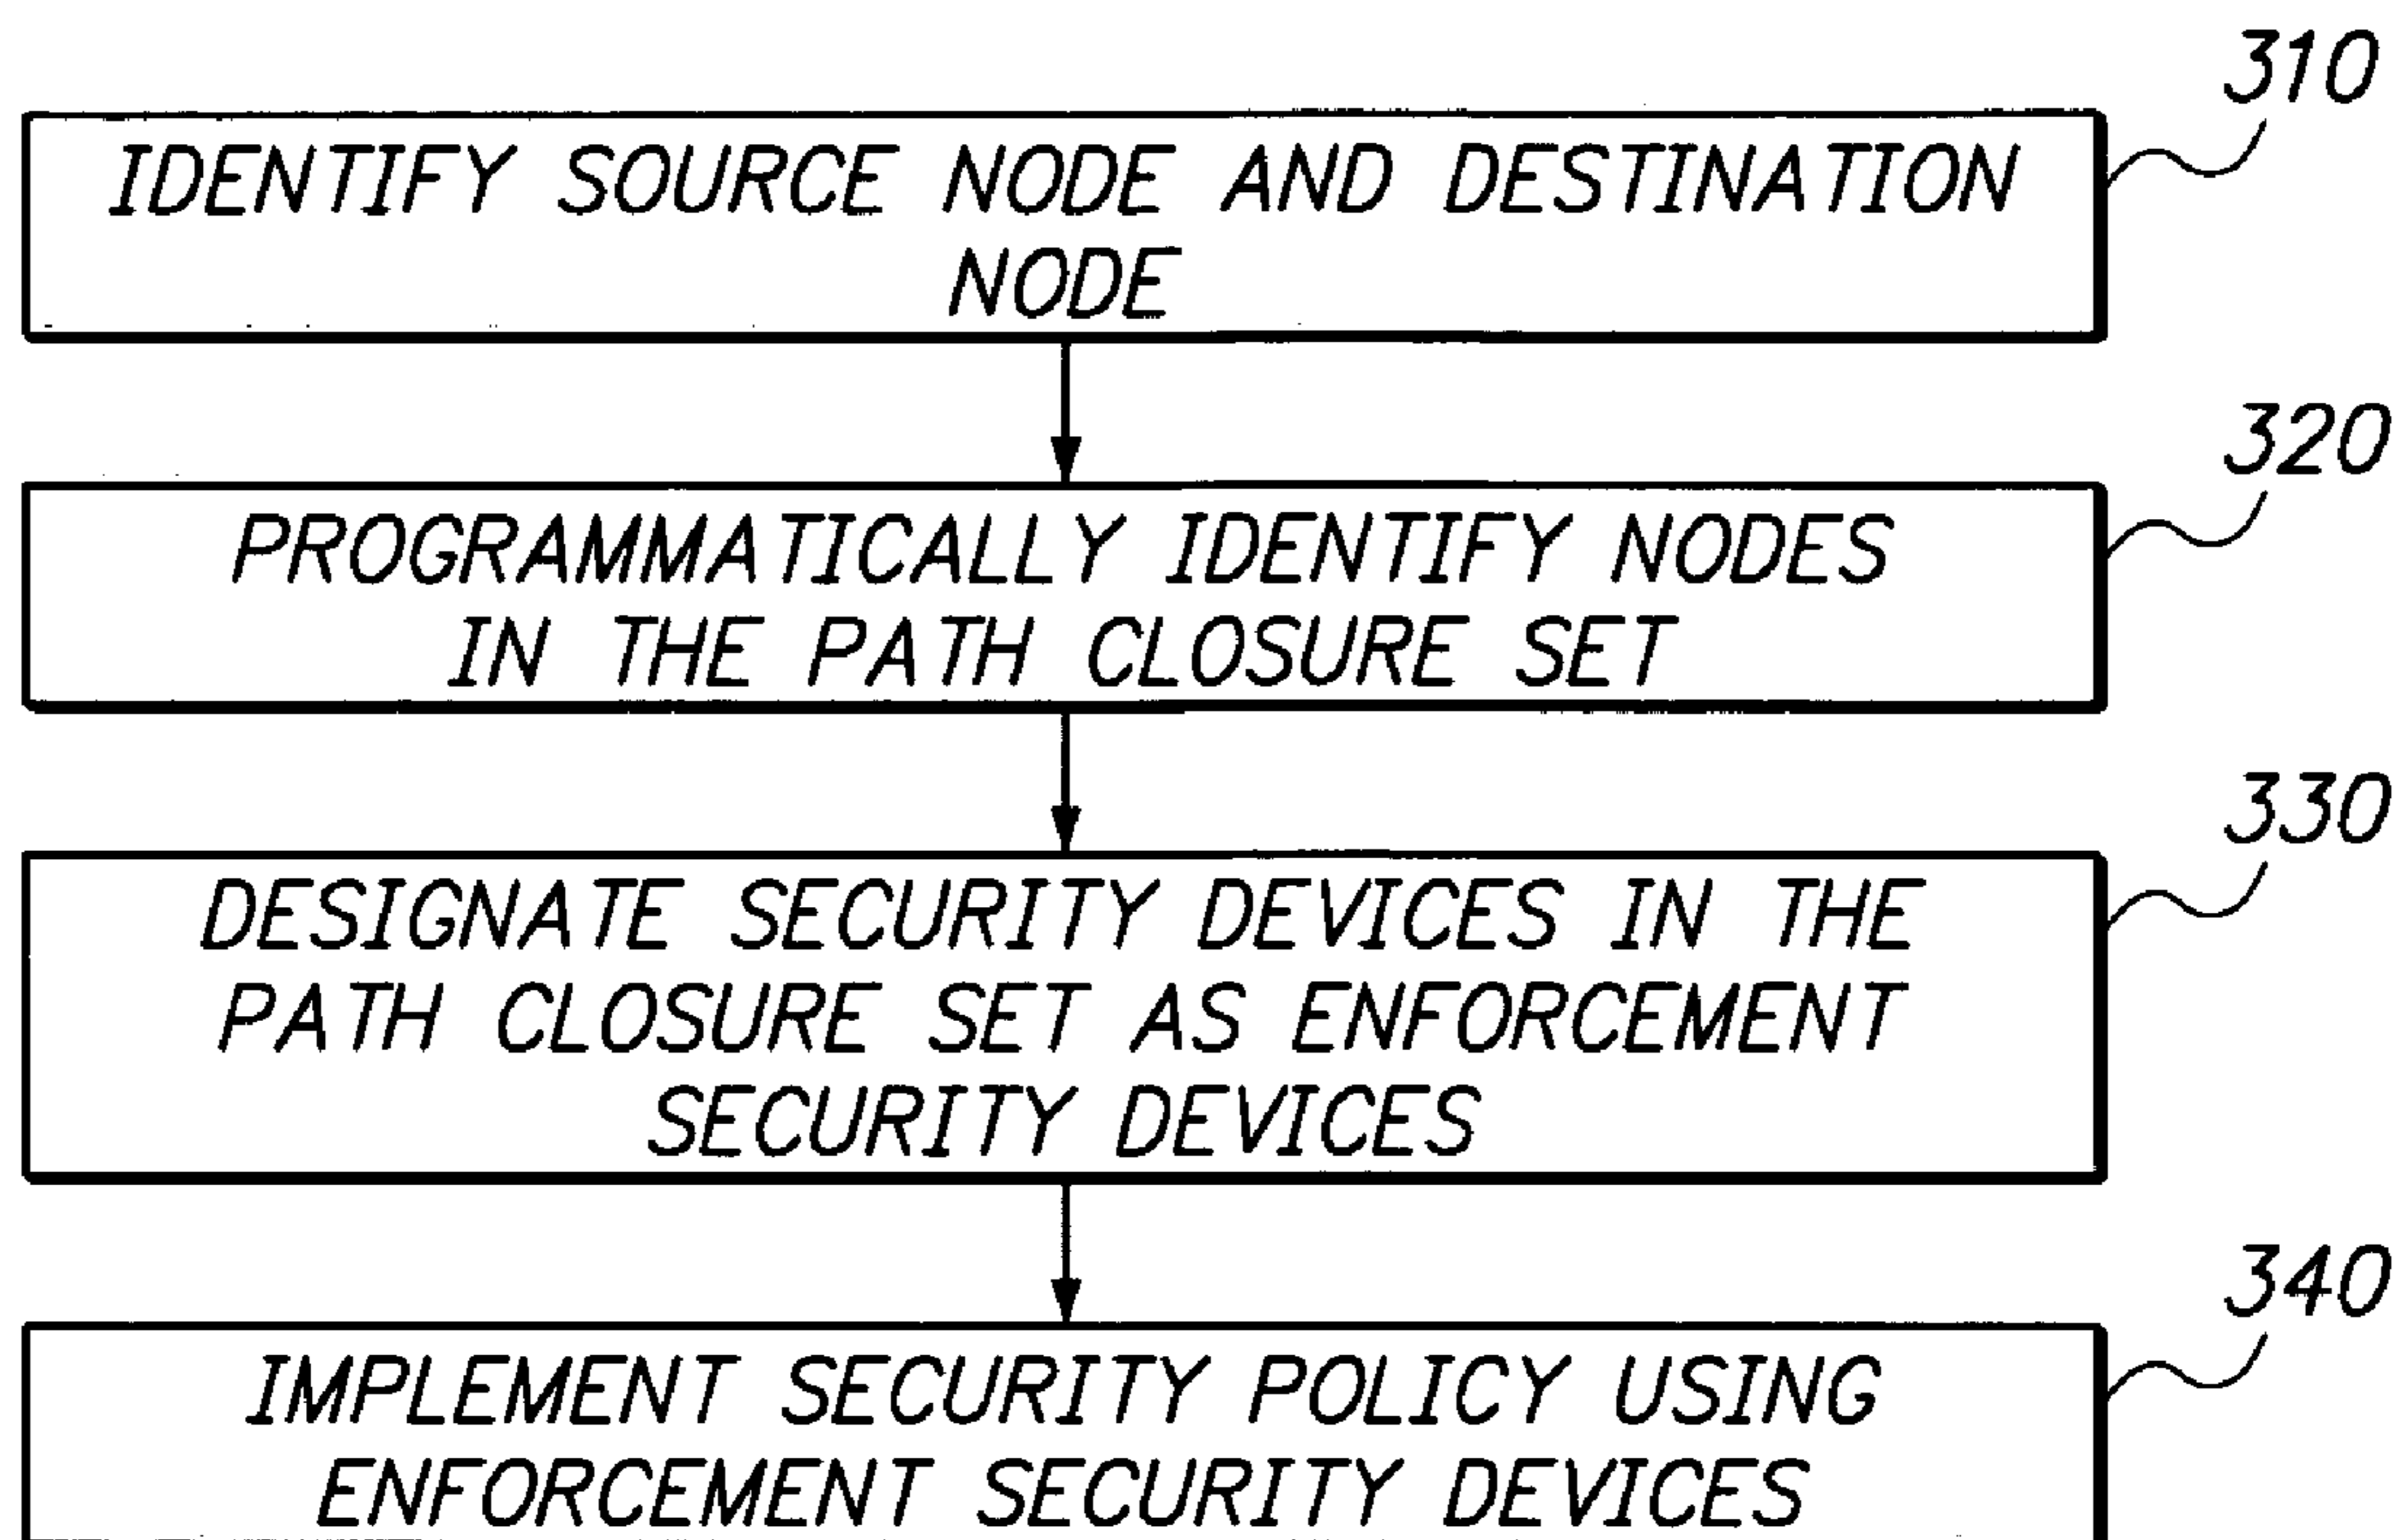 310
IDENTIFY SOURCE NODE AND DESTINATION
NODE
320
PROGRAMMATICALLY IDENTIFY NODES
IN THE PATH CLOSURE SET
330
DESIGNATE SECURITY DEVICES IN THE
PATH CLOSURE SET AS ENFORCEMENT
SECURITY DEVICES
340
IMPLEMENT SECURITY POLICY USING
ENFORCEMENT SECURITY DEVICES